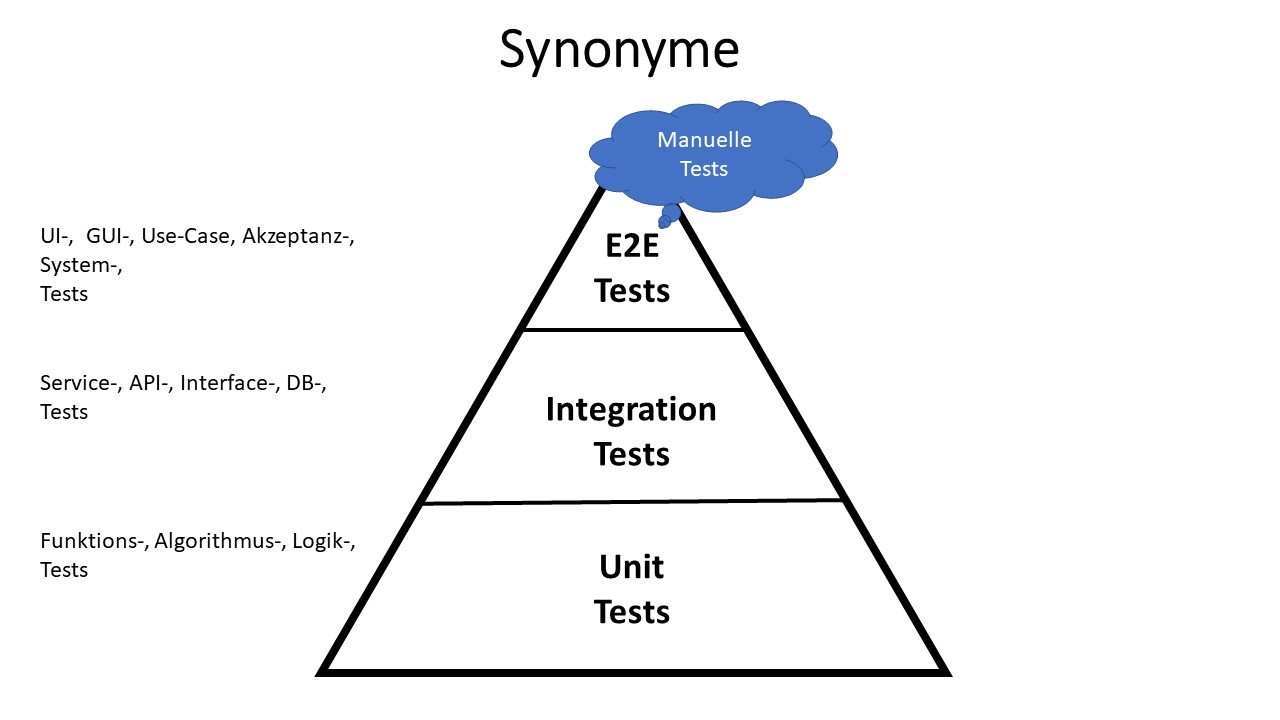 Synonyme
Manuelle
Tests
UI-,  GUI-, Use-Case, Akzeptanz-,
System-,
Tests
E2E
Tests
Service-, API-, Interface-, DB-,
Tests
Integration
Tests
Funktions-, Algorithmus-, Logik-,
Tests
Unit
Tests